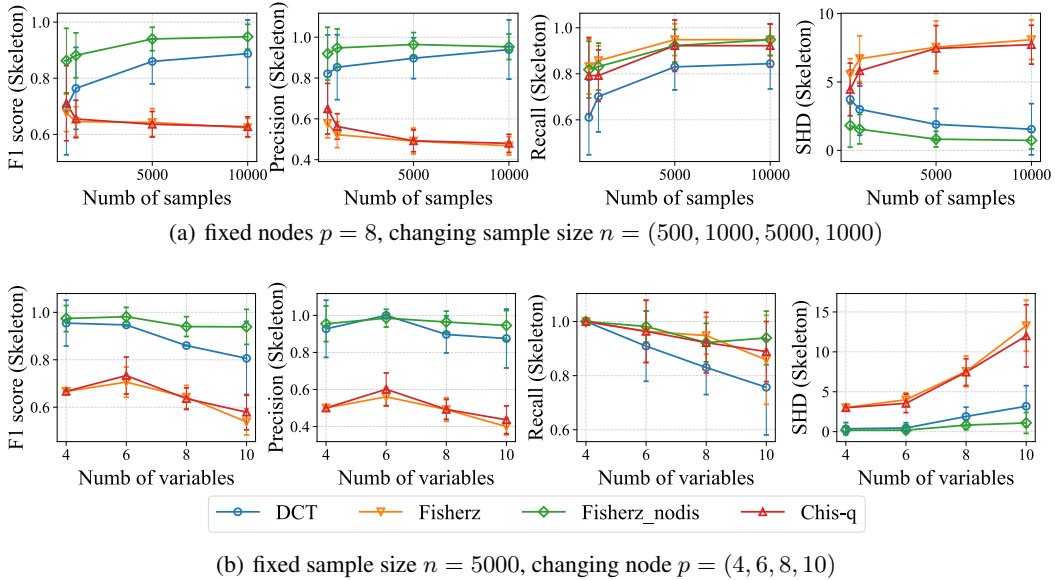 F1 score (Skeleton)
1.0
0.8
0.6
5000
10000
Numb of samples
Precision (Skeleton)
1.0
0.8
0.6
0.4
5000
10000
Numb of samples
Recall (Skeleton)
1.0
0.8
0.6
0.4
5000
10000
Numb of samples
SHD (Skeleton)
10
5
0
5000
10000
Numb of samples
(a) fixed nodes p = 8, changing sample size n = (500, 1000, 5000, 1000)
F1 score (Skeleton)
1.0
0.8
0.6
4
6
8
10
Numb of variables
Precision (Skeleton)
1.0
0.8
0.6
0.4
4
6
8
10
Numb of variables
Recall (Skeleton)
1.0
0.8
0.6
4
6
8
10
Numb of variables
SHD (Skeleton)
15
10
5
0
4
6
8
10
Numb of variables
DCT
Fisherz
Fisherz_nodis
Chis-q
(b) fixed sample size n = 5000, changing node p = (4, 6, 8, 10)